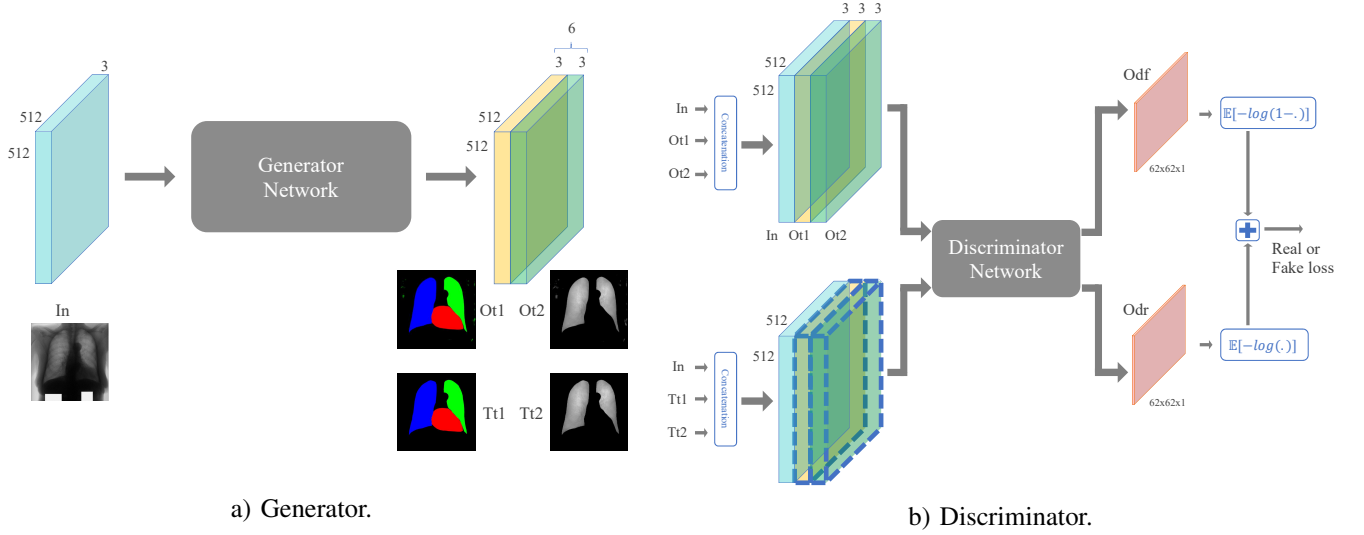 3
512
512
In
Generator
Network
6
3
3
512
512
Ot1
Ot2
Tt1
Tt2
a) Generator.
3
3
3
512
512
In
Ot1
Ot2
Concatenation
In
Ot1
Ot2
512
512
In
Tt1
Tt2
Concatenation
Discriminator
Network
Odf
62x62x1
𝔼[−log(1−.)]
Real or
Fake loss
Odr
62x62x1
𝔼[−log(.)]
b) Discriminator.